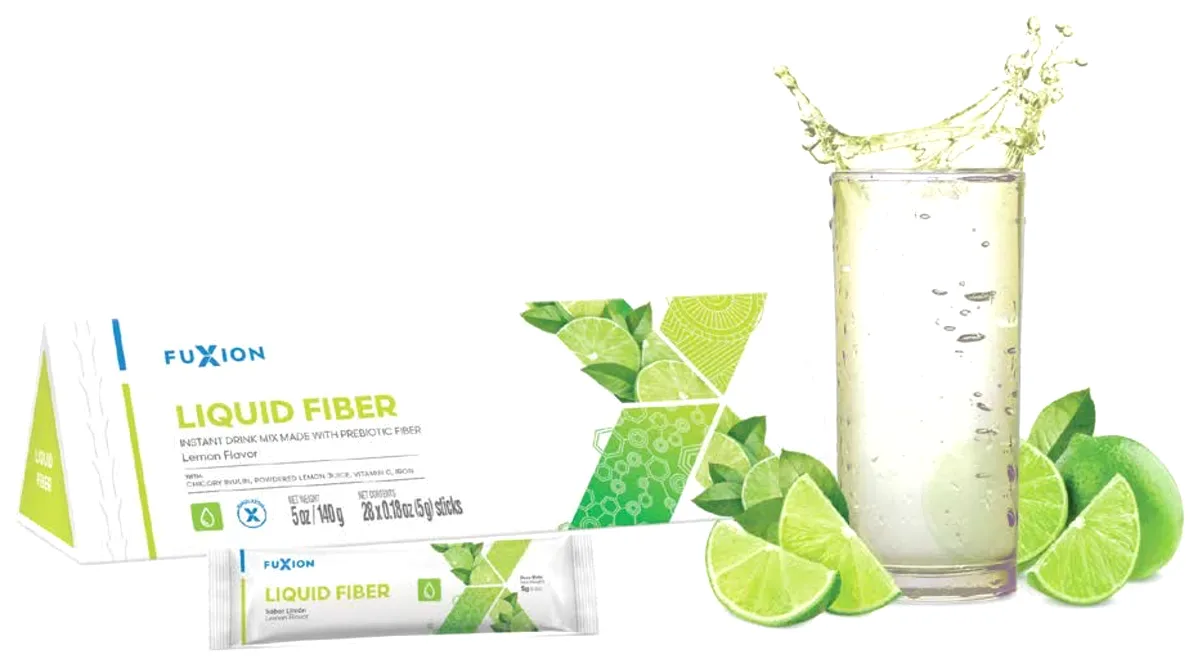 FUXION
LIQUID FIBER
INSTANT DRINK MIX MADE WITH PREBIOTIC FIBER
Lemon Flavor
WITH
CHICORY INULIN, POWDERED LEMON JUICE, VITAMIN C, IRON
NET WEIGHT
5 oz / 140 g
NET CONTENTS
28 x 0.18 oz (5 g) sticks
LIQUID
FIBER
FUXION
LIQUID FIBER
Sabor Limón
Lemon Flavor
5g